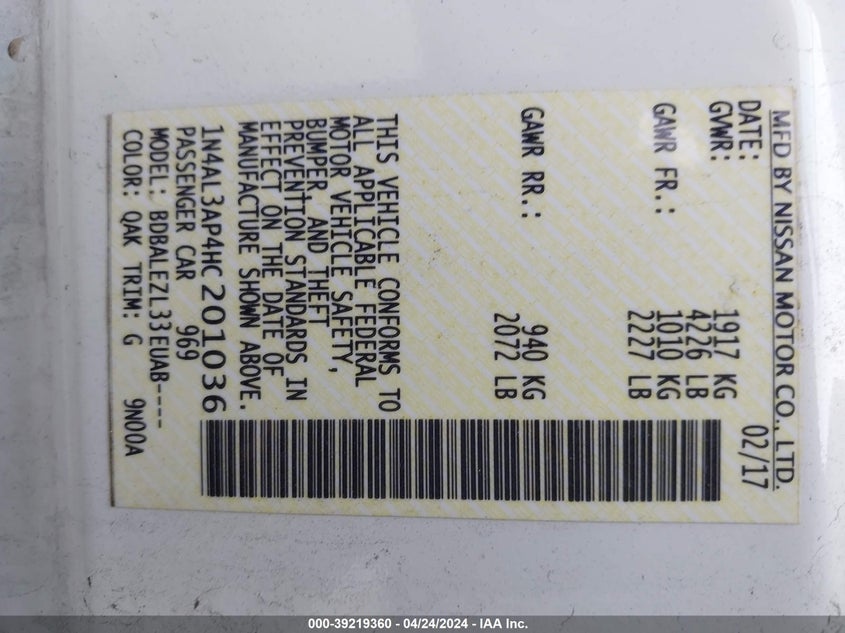 MFD BY NISSAN MOTOR CO., LTD.
DATE: 02/17
GVWR: 1917 KG
4226 LB
GAWR FR.: 1010 KG
2227 LB
GAWR RR.: 940 KG
2072 LB
THIS VEHICLE CONFORMS TO
ALL APPLICABLE FEDERAL
MOTOR VEHICLE SAFETY,
BUMPER, AND THEFT
PREVENTION STANDARDS IN
EFFECT ON THE DATE OF
MANUFACTURE SHOWN ABOVE.
1N4AL3AP4HC201036
PASSENGER CAR 969
MODEL: BDBALEZL33EUAB----
COLOR: QAK TRIM: G 9N00A
000-39219360 - 04/24/2024 - IAA Inc.